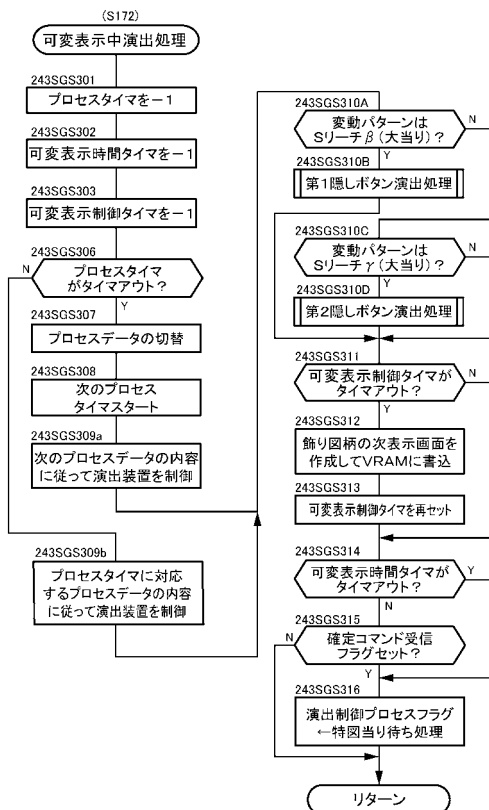 (S172)
可変表示中演出処理
243SGS301
プロセスタイマを－1
243SGS302
可変表示時間タイマを－1
243SGS303
可変表示制御タイマを－1
243SGS306
N
プロセスタイマ
がタイマアウト？
Y
243SGS307
プロセスデータの切替
243SGS308
次のプロセス
タイマスタート
243SGS309a
次のプロセスデータの内容
に従って演出装置を制御
243SGS309b
プロセスタイマに対応
するプロセスデータの内容
に従って演出装置を制御
243SGS310A
変動パターンは
Sリーチβ(大当り)？
N
Y
243SGS310B
第1隠しボタン演出処理
243SGS310C
変動パターンは
Sリーチγ(大当り)？
N
Y
243SGS310D
第2隠しボタン演出処理
243SGS311
可変表示制御タイマが
タイマアウト？
N
Y
243SGS312
飾り図柄の次表示画面を
作成してVRAMに書込
243SGS313
可変表示制御タイマを再セット
243SGS314
可変表示時間タイマが
タイマアウト？
Y
N
243SGS315
N
確定コマンド受信
フラグセット？
Y
243SGS316
演出制御プロセスフラグ
←特図当り待ち処理
リターン